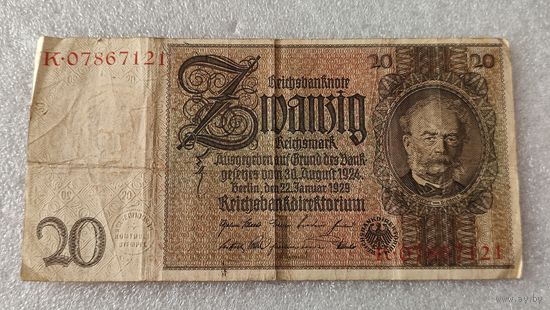 K·07867121
20 20
Reichsbanknote
Zwanzig
Reichsmark
Ausgegeben auf Grund des Bank-
gesetzes vom 30. August 1924
Berlin, den 22. Januar 1929
Reichsbankdirektorium
20
K·07867121
www.ay.by